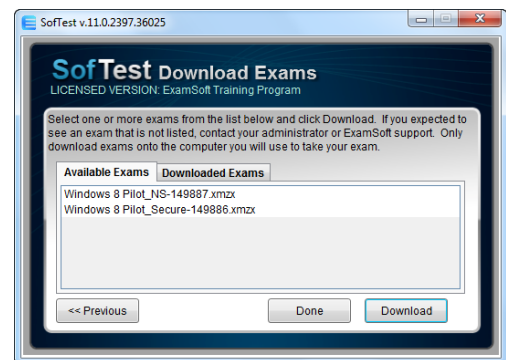 SofTest v.11.0.2397.36025
SofTest Download Exams
LICENSED VERSION: ExamSoft Training Program
Select one or more exams from the list below and click Download. If you expected to
see an exam that is not listed, contact your administrator or ExamSoft support. Only
download exams onto the computer you will use to take your exam.
Available Exams Downloaded Exams
Windows 8 Pilot_NS-149887.xmzx
Windows 8 Pilot_Secure-149886.xmzx
<< Previous Done Download